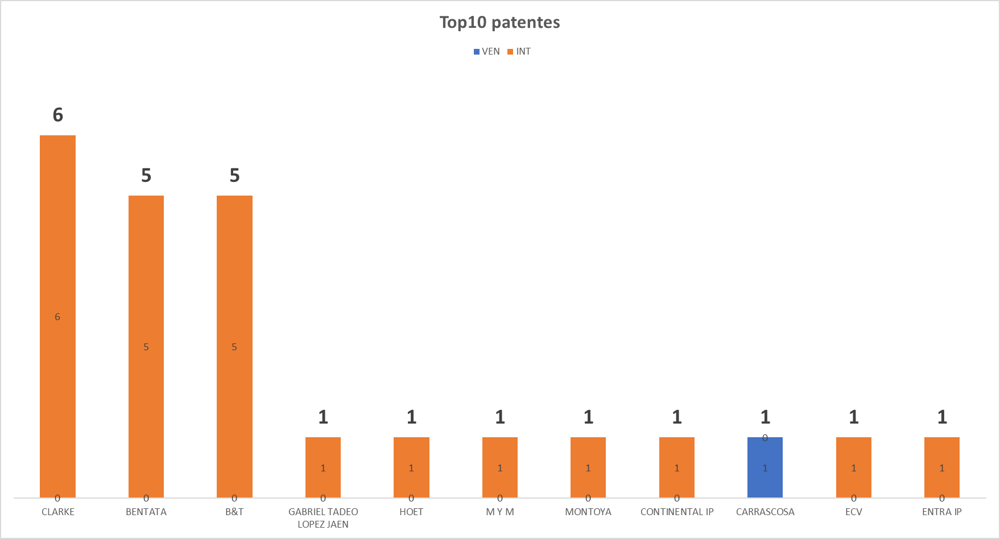 Top10 patentes
VEN INT
6
5 5
1 1 1 1 1 1 1 1
0
6
5 5
1 1 1 1 1 1 1 1
0 0 0 0 0 0 0 0 0 0
CLARKE BENTATA B&T GABRIEL TADEO HOET M Y M MONTOYA CONTINENTAL IP CARRASCOSA ECV ENTRA IP
LOPEZ JAEN